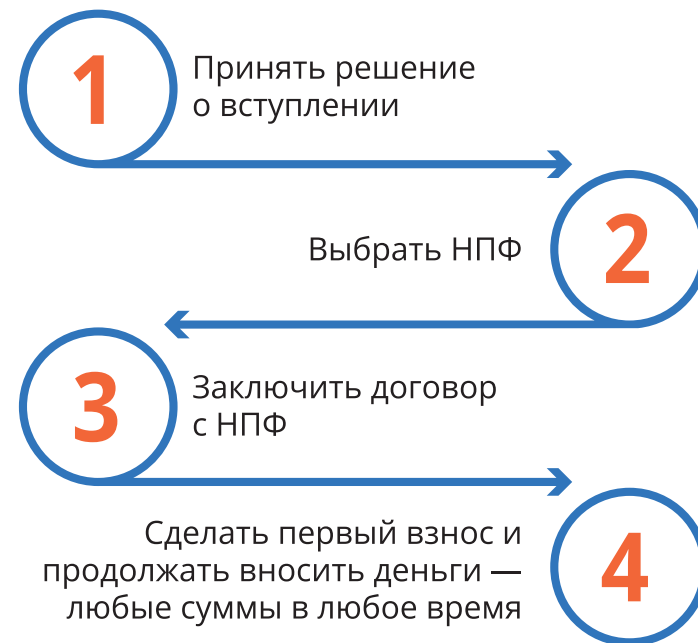 1
Принять решение
о вступлении
2
Выбрать НПФ
3
Заключить договор
с НПФ
4
Сделать первый взнос и
продолжать вносить деньги —
любые суммы в любое время